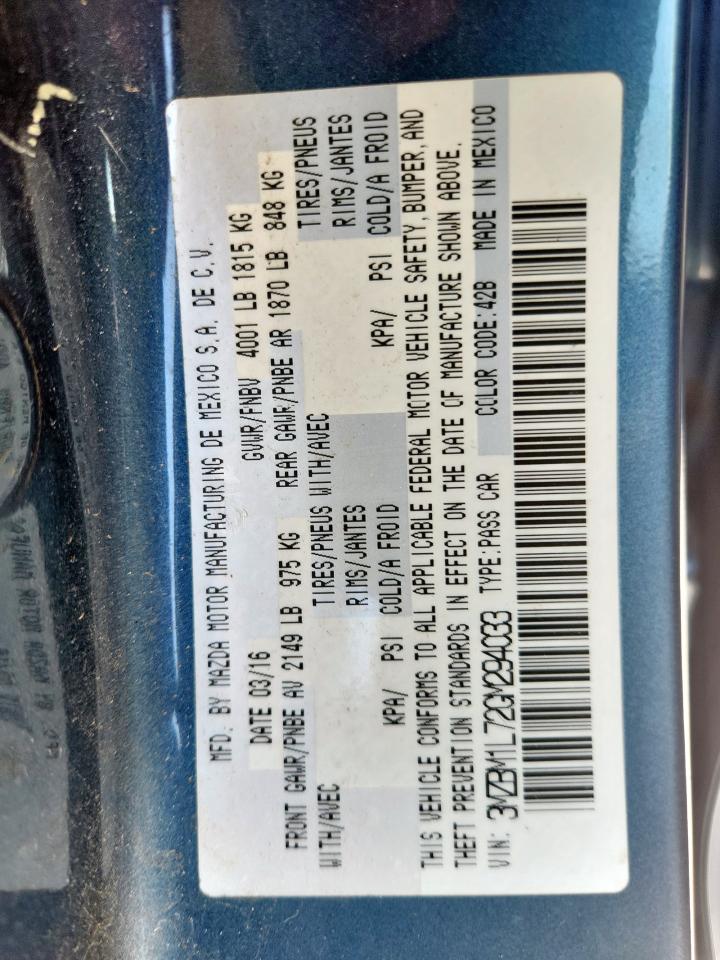 MFD. BY MAZDA MOTOR MANUFACTURING DE MEXICO S.A. DE C.V.
DATE 03/16 GVWR/PNBV 4001 LB 1815 KG
FRONT GAWR/PNBE AV 2149 LB 975 KG REAR GAWR/PNBE AR 1870 LB 848 KG
WITH/AVEC TIRES/PNEUS WITH/AVEC TIRES/PNEUS
RIMS/JANTES RIMS/JANTES
KPA/ PSI COLD/A FROID KPA/ PSI COLD/A FROID
THIS VEHICLE CONFORMS TO ALL APPLICABLE FEDERAL MOTOR VEHICLE SAFETY, BUMPER, AND
THEFT PREVENTION STANDARDS IN EFFECT ON THE DATE OF MANUFACTURE SHOWN ABOVE.
VIN: 3MZBM1L72GM294033 TYPE:PASS CAR COLOR CODE:42B MADE IN MEXICO